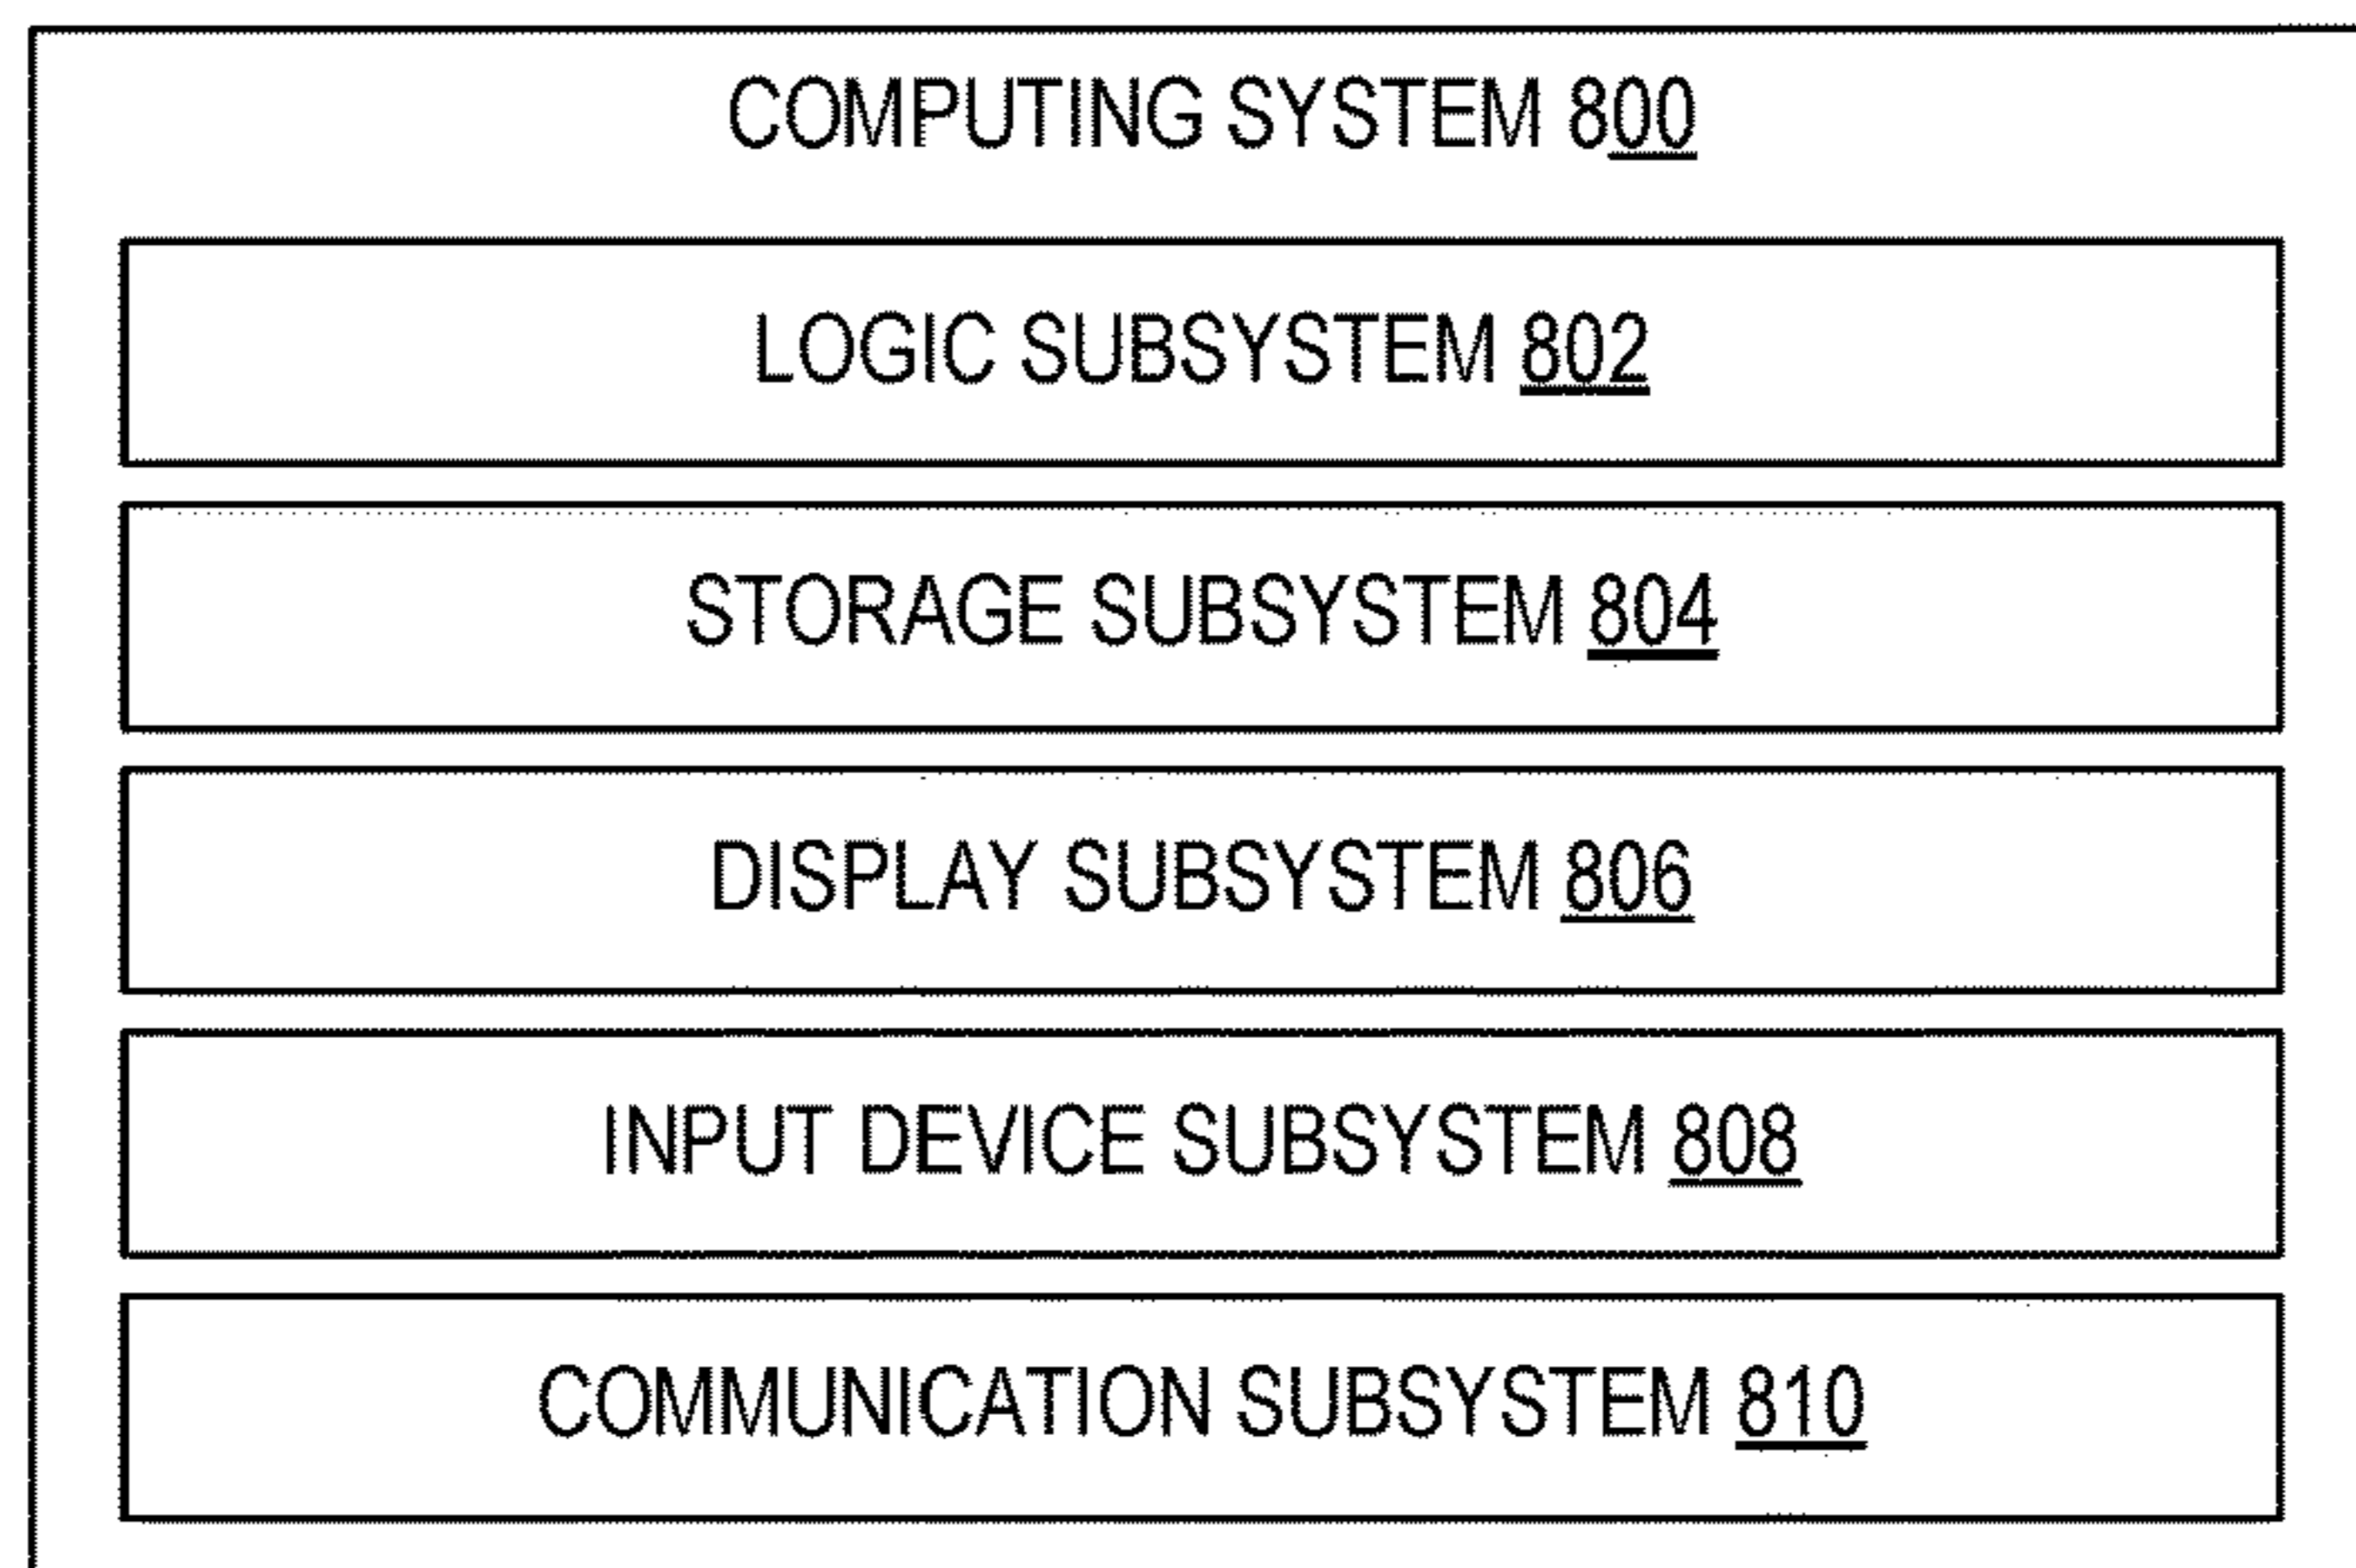 COMPUTING SYSTEM 800
LOGIC SUBSYSTEM 802
STORAGE SUBSYSTEM 804
DISPLAY SUBSYSTEM 806
INPUT DEVICE SUBSYSTEM 808
COMMUNICATION SUBSYSTEM 810